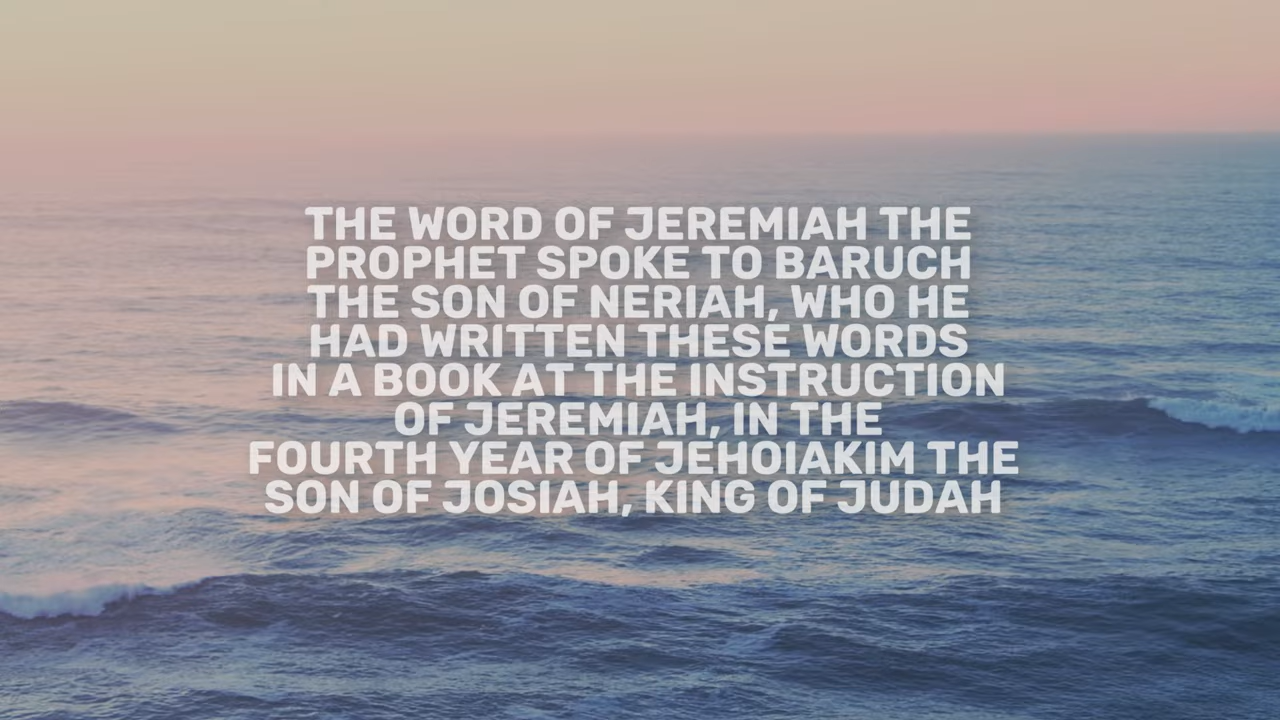 THE WORD OF JEREMIAH THE
PROPHET SPOKE TO BARUCH
THE SON OF NERIAH, WHO HE
HAD WRITTEN THESE WORDS
IN A BOOK AT THE INSTRUCTION
OF JEREMIAH, IN THE
FOURTH YEAR OF JEHOIAKIM THE
SON OF JOSIAH, KING OF JUDAH